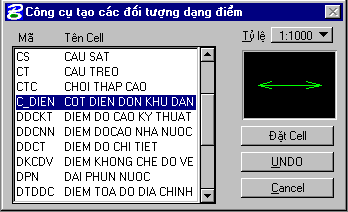 Công cụ tạo các đối tượng dạng điểm
Mã Tên Cell Tỷ lệ 1:1000
CS CAU SAT
CT CAU TREO
CTC CHOI THAP CAO
C_DIEN COT DIEN DON KHU DAN
DDCKT DIEM DO CAO KY THUAT
DDCNN DIEM DOCAO NHA NUOC
DDCT DIEM DO CHI TIET
DKCDV DIEM KHONG CHE DO VE
DPN DAI PHUN NUOC
DTDDC DIEM TOA DO DIA CHINH
Đặt Cell
UNDO
Cancel